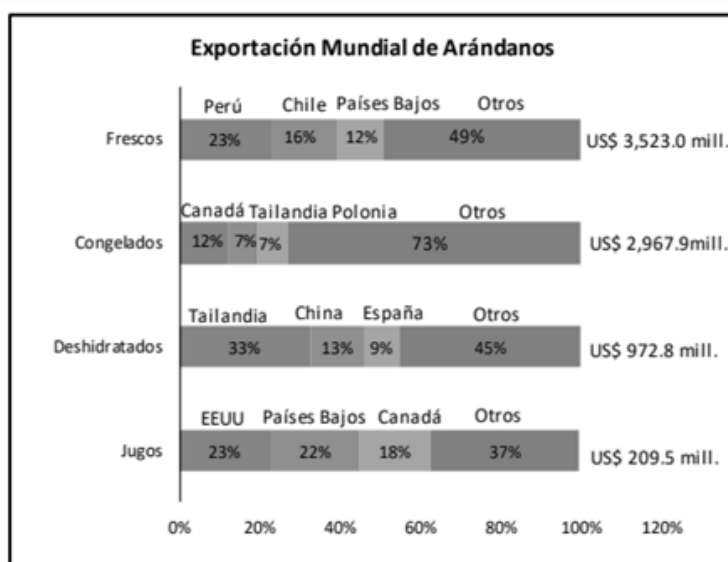 Exportación Mundial de Arándanos
Perú Chile Países Bajos Otros
Frescos 23% 16% 12% 49% US$ 3,523.0 mill.
Canadá Tailandia Polonia Otros
Congelados 12% 7% 7% 73% US$ 2,967.9mill.
Tailandia China España Otros
Deshidratados 33% 13% 9% 45% US$ 972.8 mill.
EEUU Países Bajos Canadá Otros
Jugos 23% 22% 18% 37% US$ 209.5 mill.
0% 20% 40% 60% 80% 100% 120%